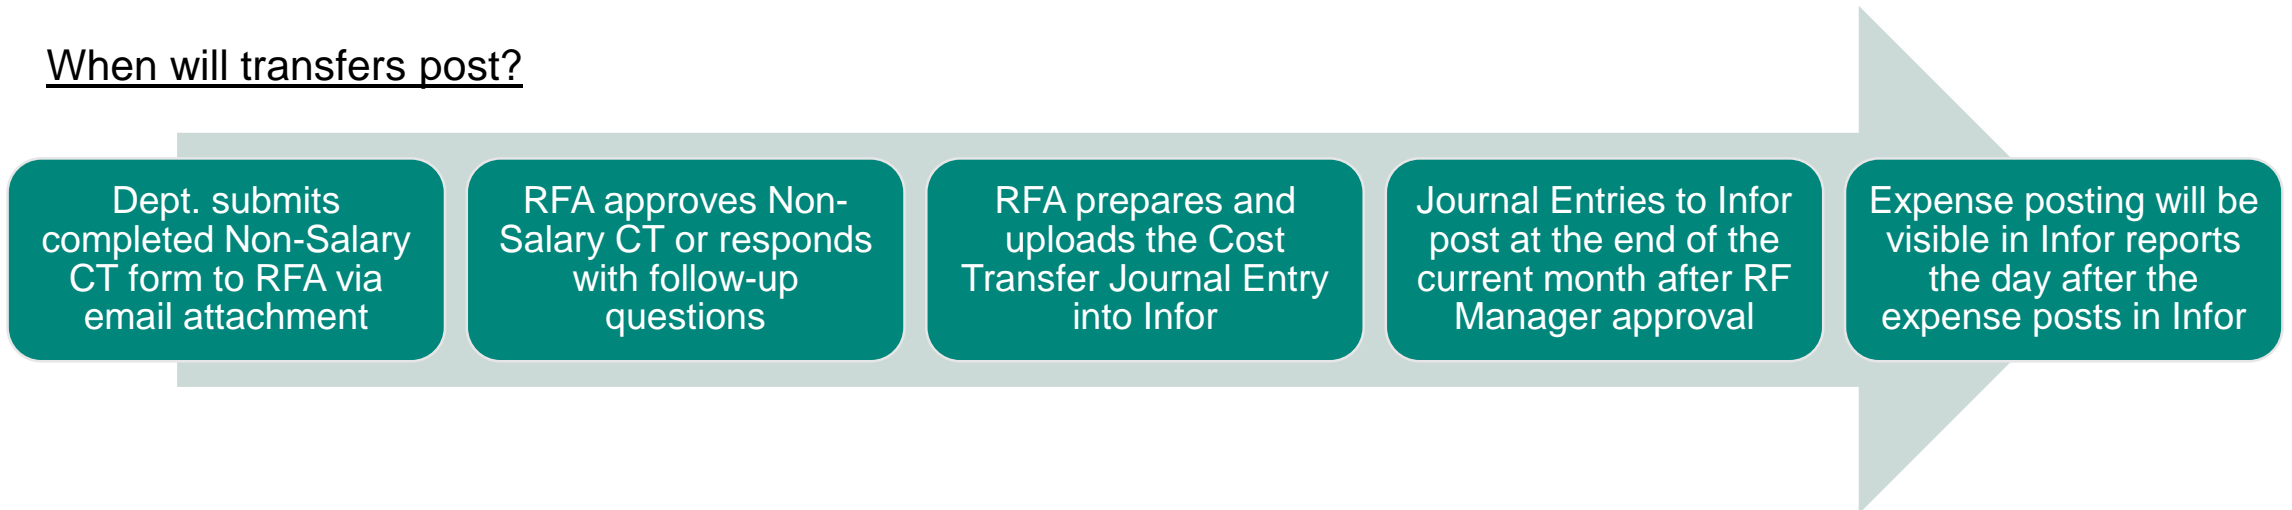 When will transfers post?
Dept. submits
completed Non-Salary
CT form to RFA via
email attachment
RFA approves Non-
Salary CT or responds
with follow-up
questions
RFA prepares and
uploads the Cost
Transfer Journal Entry
into Infor
Journal Entries to Infor
post at the end of the
current month after RF
Manager approval
Expense posting will be
visible in Infor reports
the day after the
expense posts in Infor